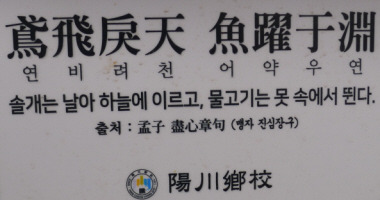 鳶飛戾天 魚躍于淵
연비려천 어약우연
솔개는 날아 하늘에 이르고, 물고기는 못 속에서 뛴다.
출처 : 孟子 盡心章句 (맹자 진심장·구)
陽川鄕校